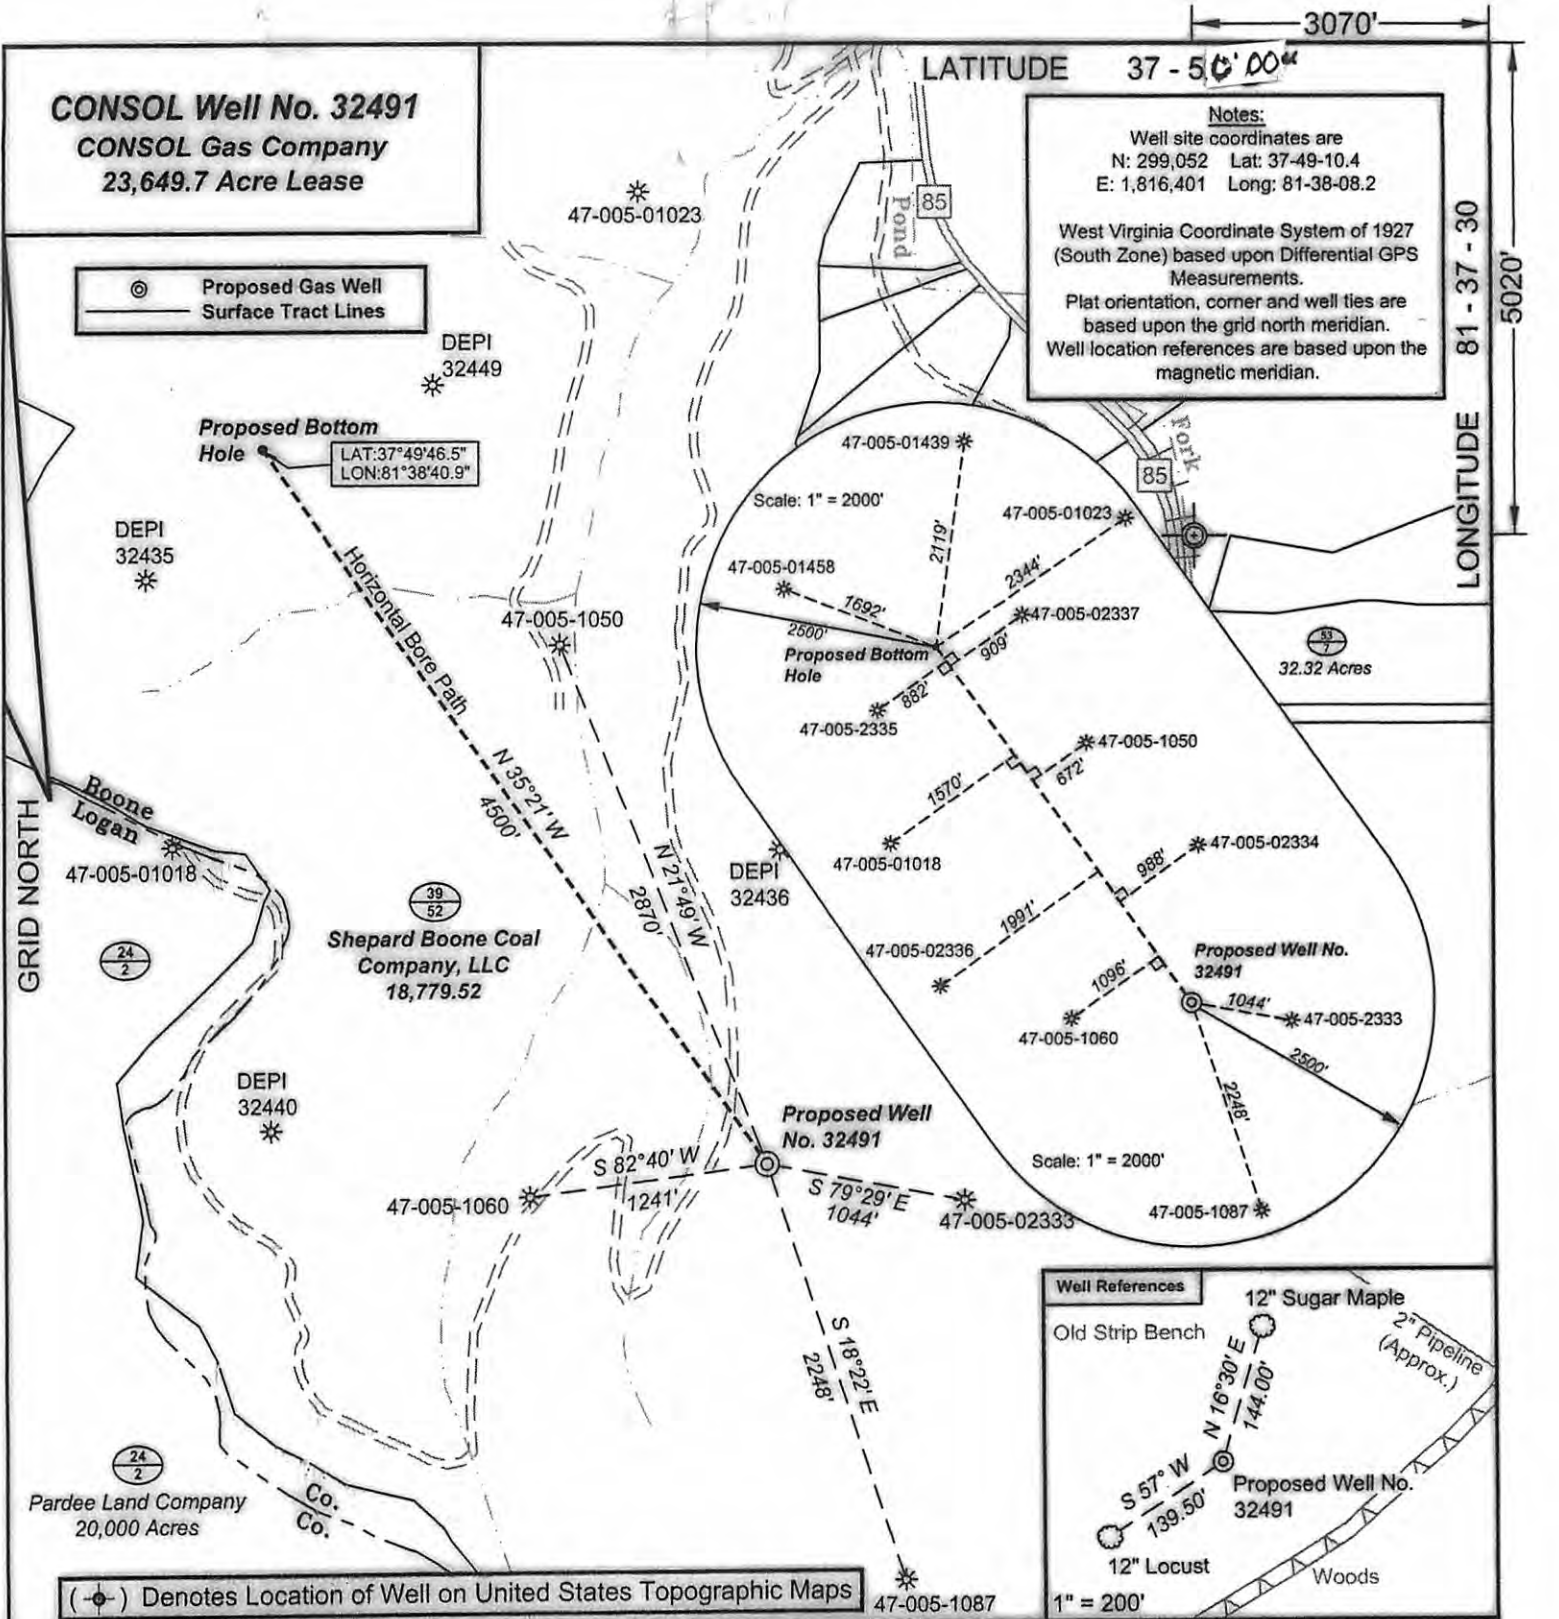 3070'
LATITUDE 37 - 50' 00"
CONSOL Well No. 32491
CONSOL Gas Company
23,649.7 Acre Lease
Notes:
Well site coordinates are
N: 299,052 Lat: 37-49-10.4
E: 1,816,401 Long: 81-38-08.2
West Virginia Coordinate System of 1927
(South Zone) based upon Differential GPS
Measurements.
Plat orientation, corner and well ties are
based upon the grid north meridian.
Well location references are based upon the
magnetic meridian.
LONGITUDE 81 - 37 - 30
5020'
47-005-01023
85
Pond
Proposed Gas Well
Surface Tract Lines
DEPI
32449
Proposed Bottom
Hole
LAT:37°49'46.5"
LON:81°38'40.9"
DEPI
32435
Horizontal Bore Path
N 35°21' W
4500'
47-005-1050
N 21°49' W
2870'
Fork
85
47-005-01439
Scale: 1" = 2000'
2119'
47-005-01023
2344'
47-005-01458
1692'
2500'
Proposed Bottom
Hole
47-005-02337
909'
882'
47-005-2335
47-005-1050
672'
1570'
47-005-01018
47-005-02334
988'
1991'
47-005-02336
Proposed Well No.
32491
1096'
47-005-1060
1044'
47-005-2333
2500'
2248'
Scale: 1" = 2000'
47-005-1087
53
7
32.32 Acres
GRID NORTH
Boone
Logan
47-005-01018
24
2
39
52
Shepard Boone Coal
Company, LLC
18,779.52
DEPI
32436
DEPI
32440
Proposed Well
No. 32491
S 82°40' W
1241'
47-005-1060
S 79°29' E
1044'
47-005-02333
S 18°22' E
2248'
47-005-1087
24
2
Pardee Land Company
20,000 Acres
Co.
Co.
Well References
Old Strip Bench
12" Sugar Maple
2" Pipeline
(Approx.)
N 16°30' E
144.00'
S 57° W
139.50'
Proposed Well No.
32491
12" Locust
Woods
1" = 200'
( ) Denotes Location of Well on United States Topographic Maps